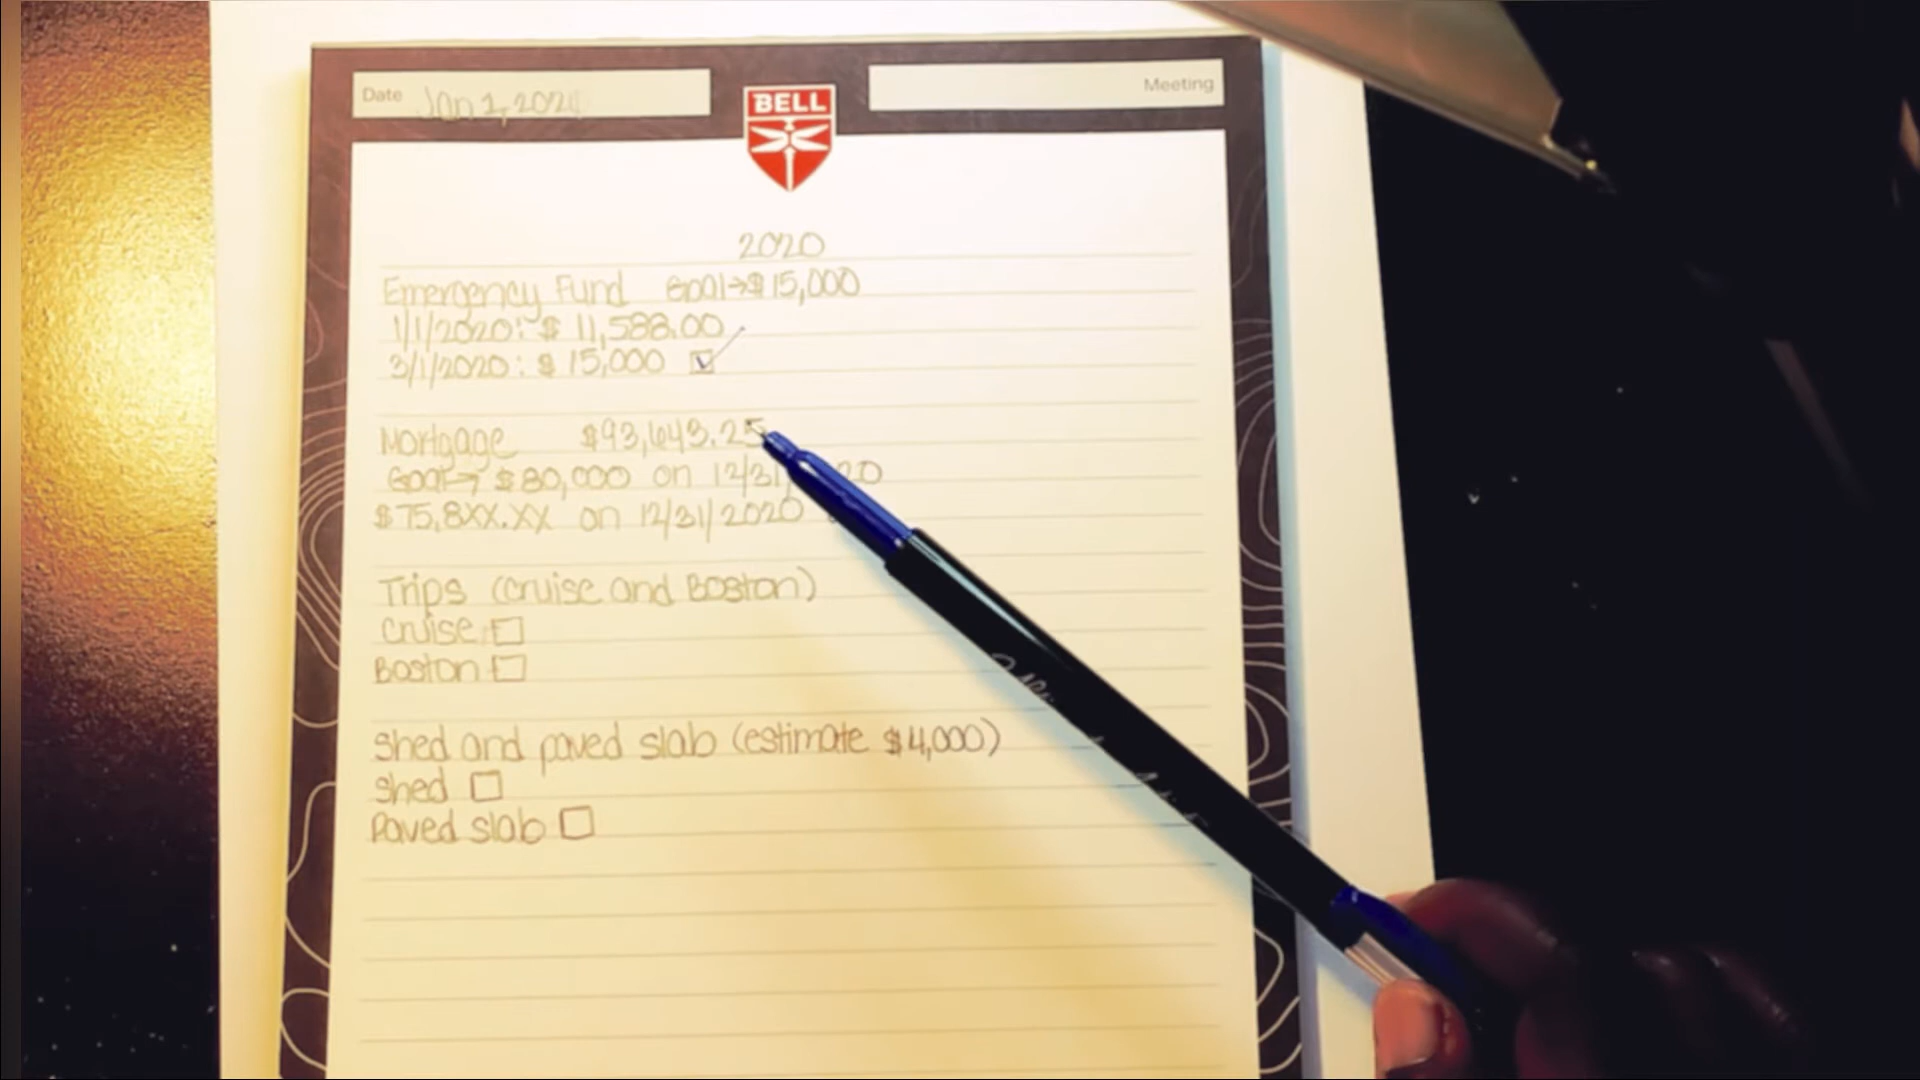 Date Jan 1, 2021
BELL
Meeting
2020
Emergency Fund Goal→$15,000
1/1/2020: $ 11,588.00
3/1/2020: $ 15,000
Mortgage $93,643.25
Goal→ $80,000 on 12/31 20
$75,8XX.XX on 12/31/2020
Trips (cruise and Boston)
Cruise
Boston
Shed and paved slab (estimate $4,000)
Shed
Paved slab